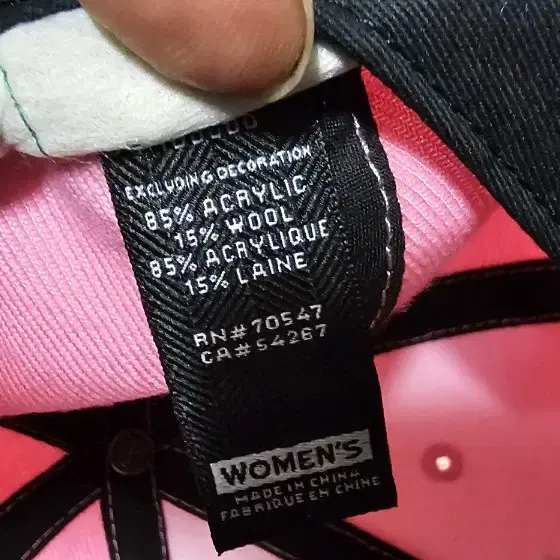 EXCLUDING DECORATION
85% ACRYLIC
15% WOOL
85% ACRYLIQUE
15% LAINE
RN#70547
CA#54267
WOMEN'S
MADE IN CHINA
FABRIQUE EN CHINE